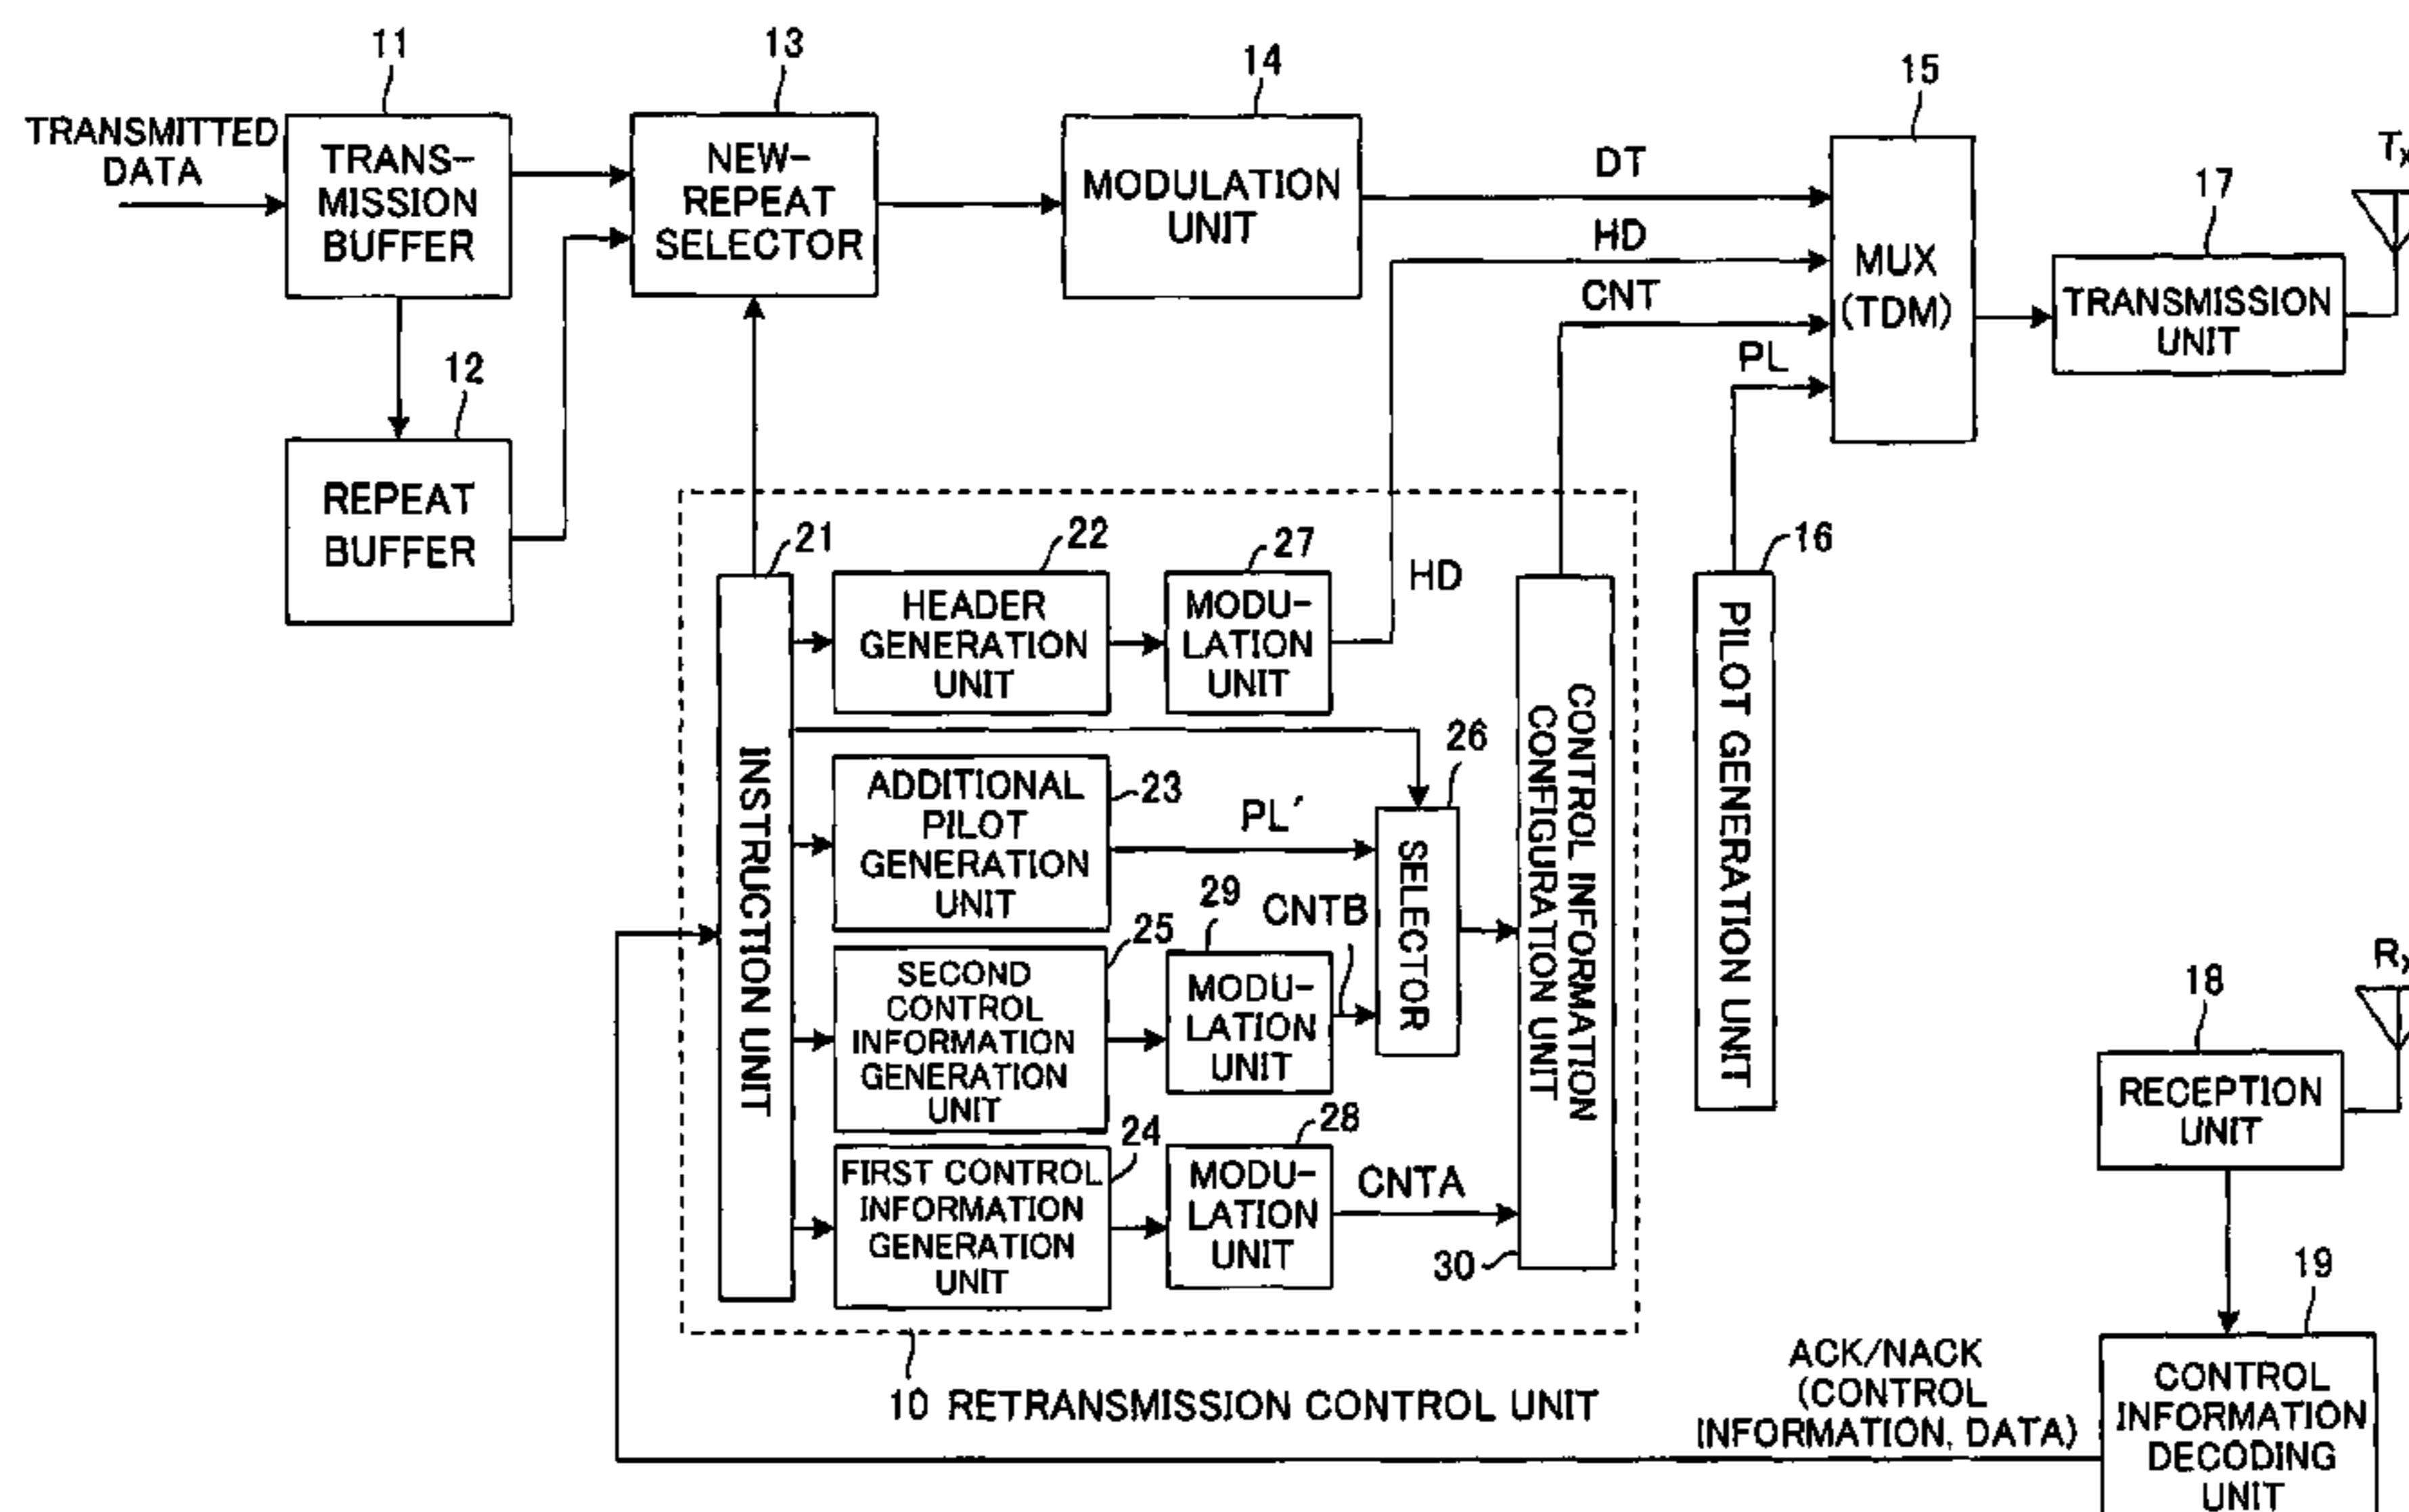 11
13
14
15
TRANSMITTED
DATA
TRANS-
MISSION
BUFFER
NEW-
REPEAT
SELECTOR
MODULATION
UNIT
DT
HD
CNT
PL
MUX
(TDM)
17
TRANSMISSION
UNIT
Tx
12
REPEAT
BUFFER
21
22
27
HD
16
HEADER
GENERATION
UNIT
MODU-
LATION
UNIT
INSTRUCTION UNIT
ADDITIONAL
PILOT
GENERATION
UNIT
23
PL´
26
SELECTOR
CONTROL INFORMATION
CONFIGURATION UNIT
PILOT GENERATION UNIT
25
29
CNTB
SECOND
CONTROL
INFORMATION
GENERATION
UNIT
MODU-
LATION
UNIT
24
28
FIRST CONTROL
INFORMATION
GENERATION
UNIT
MODU-
LATION
UNIT
CNTA
30
10 RETRANSMISSION CONTROL UNIT
Rx
18
RECEPTION
UNIT
19
ACK/NACK
(CONTROL
INFORMATION, DATA)
CONTROL
INFORMATION
DECODING
UNIT